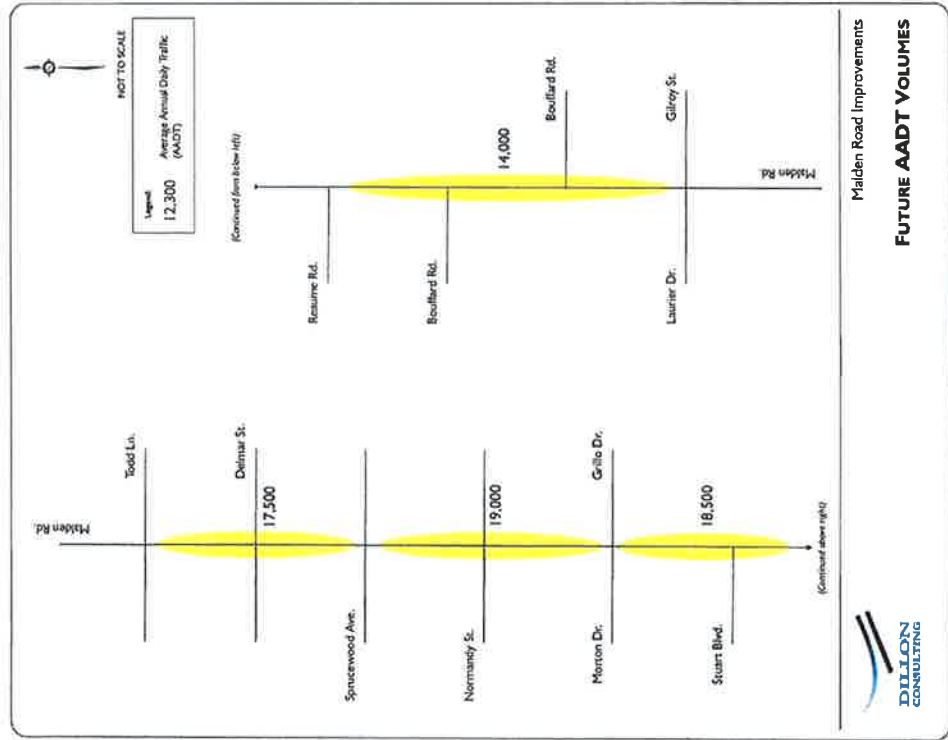 NOT TO SCALE
Legend:
12,300
Average Annual Daily Traffic
(AADT)
Malden Rd.
Todd Ln.
Delmar St.
17,500
Sprucewood Ave.
Normandy St.
19,000
Morton Dr.
Grillo Dr.
18,500
Stuart Blvd.
(Continued above right)
(Continued from below left)
Reaume Rd.
Bouffard Rd.
14,000
Bouffard Rd.
Laurier Dr.
Gilroy St.
Malden Rd.
DILLON
CONSULTING
Malden Road Improvements
FUTURE AADT VOLUMES